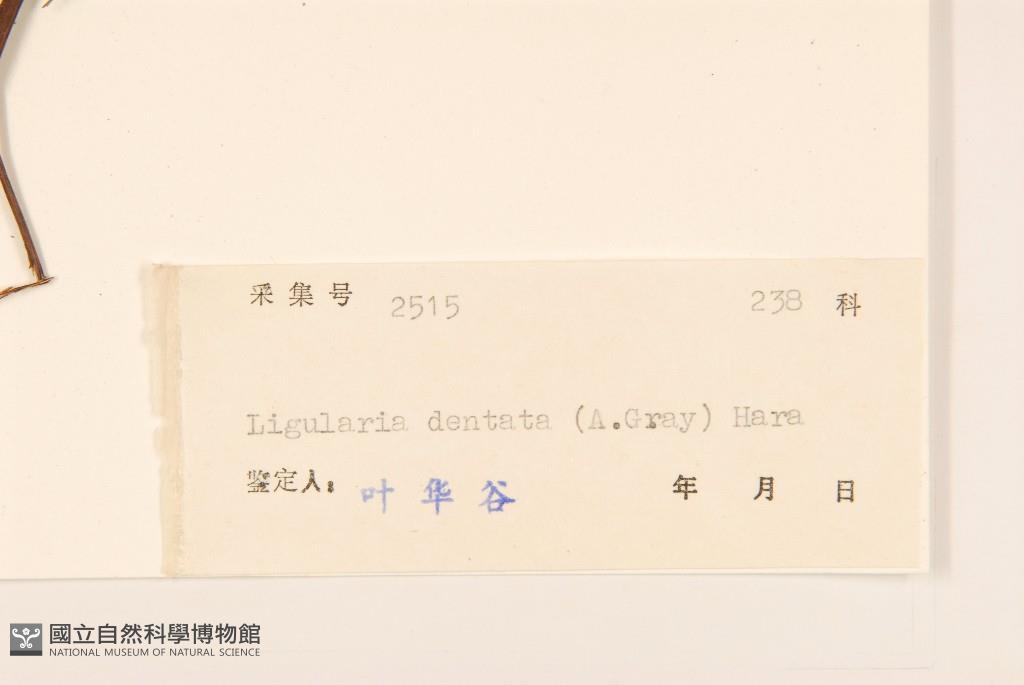 采集号 2515 238 科
Ligularia dentata (A.Gray) Hara
鉴定人: 叶华谷 年 月 日
國立自然科學博物館
NATIONAL MUSEUM OF NATURAL SCIENCE